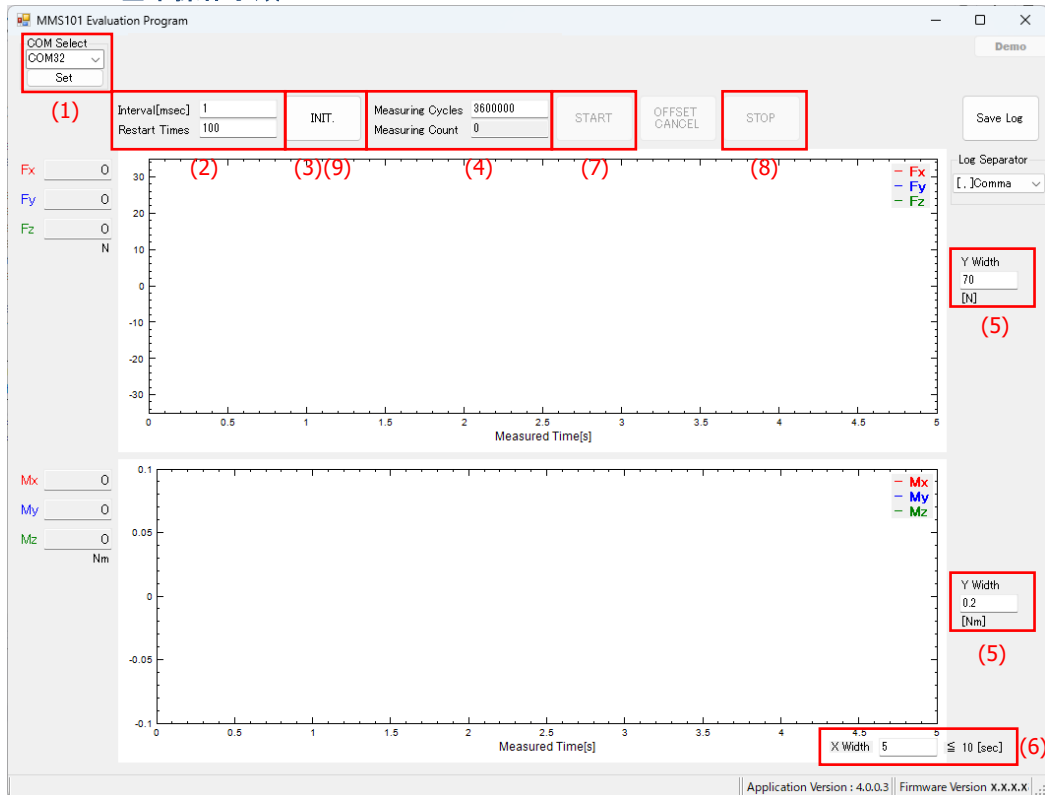 MMS101 Evaluation Program
COM Select
COM32
Set
Demo
(1)
Interval[msec] 1
Restart Times 100
INIT.
Measuring Cycles 3600000
Measuring Count 0
START
OFFSET
CANCEL
STOP
Save Log
(2)
(3)(9)
(4)
(7)
(8)
Log Separator
[,]Comma
Fx 0
Fy 0
Fz 0
N
30
20
10
0
-10
-20
-30
Fx
Fy
Fz
0 0.5 1 1.5 2 2.5 3 3.5 4 4.5 5
Measured Time[s]
Y Width
70
[N]
(5)
Mx 0
My 0
Mz 0
Nm
0.1
0.05
0
-0.05
-0.1
Mx
My
Mz
0 0.5 1 1.5 2 2.5 3 3.5 4 4.5 5
Measured Time[s]
Y Width
0.2
[Nm]
(5)
X Width 5 ≦ 10 [sec]
(6)
Application Version : 4.0.0.3 Firmware Version X.X.X.X